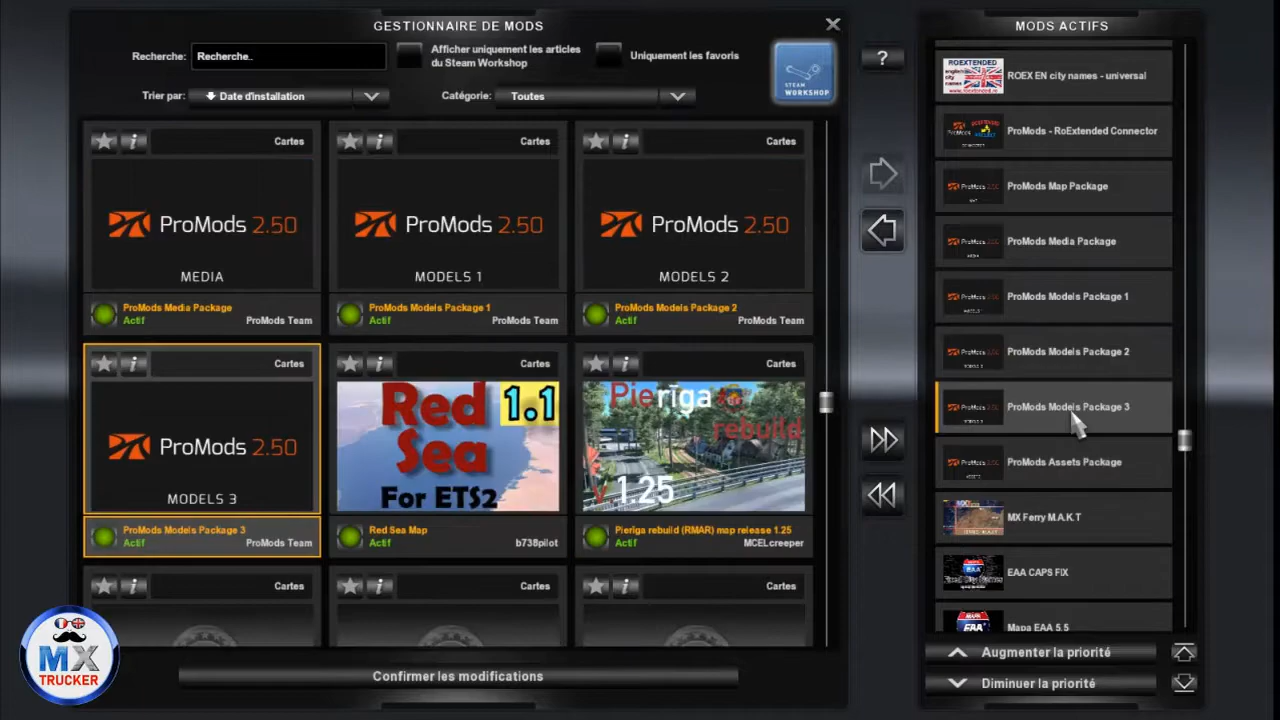 GESTIONNAIRE DE MODS
Recherche:
Recherche..
Afficher uniquement les articles
du Steam Workshop
Uniquement les favoris
STEAM
WORKSHOP
Trier par:
Date d'installation
Catégorie:
Toutes
Cartes
Cartes
Cartes
ProMods 2.50
ProMods 2.50
ProMods 2.50
MEDIA
MODELS 1
MODELS 2
ProMods Media Package
Actif
ProMods Team
ProMods Models Package 1
Actif
ProMods Team
ProMods Models Package 2
Actif
ProMods Team
Cartes
Cartes
Cartes
ProMods 2.50
MODELS 3
Red
Sea
1.1
For ETS2
Pierīga
rebuild
v.1.25
ProMods Models Package 3
Actif
ProMods Team
Red Sea Map
Actif
b738pilot
Pierīga rebuild (RMAR) map release 1.25
Actif
MCELcreeper
Cartes
Cartes
Cartes
Confirmer les modifications
MX
TRUCKER
?
MODS ACTIFS
ROEXTENDED
ROEX EN city names - universal
ProMods - RoExtended Connector
ProMods Map Package
ProMods Media Package
ProMods Models Package 1
ProMods Models Package 2
ProMods Models Package 3
ProMods Assets Package
MX Ferry M.A.K.T
EAA
EAA CAPS FIX
EAA
Mapa EAA 5.5
Augmenter la priorité
Diminuer la priorité